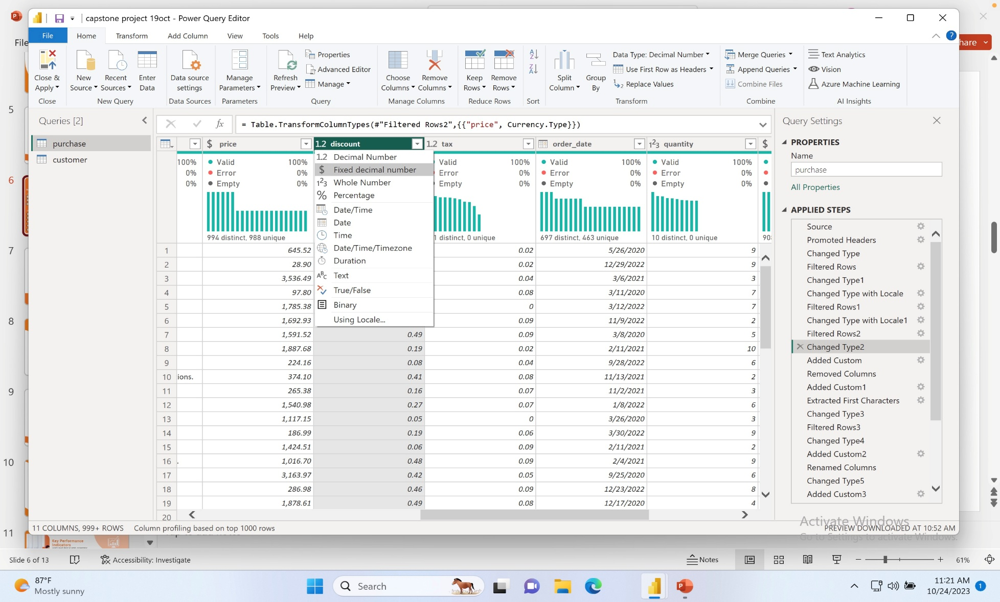 capstone project 19oct - Power Query Editor
File
File Home Transform Add Column View Tools Help
hare
Close & Apply
New Source
Recent Sources
Enter Data
Data source settings
Manage Parameters
Refresh Preview
Properties
Advanced Editor
Manage
Choose Columns
Remove Columns
Keep Rows
Remove Rows
Split Column
Group By
Data Type: Decimal Number
Use First Row as Headers
Replace Values
Merge Queries
Append Queries
Combine Files
Text Analytics
Vision
Azure Machine Learning
Close
New Query
Data Sources
Parameters
Query
Manage Columns
Reduce Rows
Sort
Transform
Combine
AI Insights
Queries [2]
purchase
customer
fx = Table.TransformColumnTypes(#"Filtered Rows2",{{"price", Currency.Type}})
$ price 1.2 discount 1.2 tax order_date 1²3 quantity $
100% Valid 100% Valid 100% Valid 100% Valid 100%
0% Error 0% Error 0% Error 0% Error 0%
0% Empty 0% Empty 0% Empty 0% Empty 0%
994 distinct, 988 unique 1 distinct, 0 unique 697 distinct, 463 unique 10 distinct, 0 unique 90
1.2 Decimal Number
$ Fixed decimal number
1²3 Whole Number
% Percentage
Date/Time
Date
Time
Date/Time/Timezone
Duration
ABC Text
True/False
Binary
Using Locale...
1 645.52 0.02 5/26/2020 9
2 28.90 0.02 12/29/2022 9
3 3,536.49 0.04 3/6/2021 3
4 97.80 0.08 3/11/2020 7
5 1,785.38 0 3/12/2022 7
6 1,692.93 0.09 11/9/2022 2
7 1,591.52 0.49 0.09 3/8/2020 5
8 1,887.68 0.19 0.02 2/11/2021 10
9 224.16 0.08 0.04 9/28/2022 6
10 ions. 374.10 0.41 0.08 11/13/2021 2
11 265.38 0.16 0.07 11/2/2021 3
12 1,540.98 0.27 0.07 1/8/2022 6
13 1,117.15 0.05 0 3/26/2020 3
14 186.99 0.19 0.06 3/30/2022 9
15 1,424.51 0.06 0.09 2/11/2021 2
16 . 1,016.70 0.48 0.09 2/4/2021 9
17 3,163.97 0.42 0.05 9/25/2020 6
18 286.98 0.46 0.09 12/23/2022 8
19 1,878.61 0.49 0.08 12/17/2020 4
20
Query Settings
PROPERTIES
Name
purchase
All Properties
APPLIED STEPS
Source
Promoted Headers
Changed Type
Filtered Rows
Changed Type1
Changed Type with Locale
Filtered Rows1
Changed Type with Locale1
Filtered Rows2
Changed Type2
Added Custom
Removed Columns
Added Custom1
Extracted First Characters
Changed Type3
Filtered Rows3
Changed Type4
Added Custom2
Renamed Columns
Changed Type5
Added Custom3
Activate Windows
Go to Settings to activate Windows.
11 COLUMNS, 999+ ROWS Column profiling based on top 1000 rows
PREVIEW DOWNLOADED AT 10:52 AM
5
6
7
8
9
10
11
Key Performance
Indicators
Slide 6 of 13 Accessibility: Investigate Notes 61%
87°F
Mostly sunny
Search
11:21 AM
10/24/2023
1